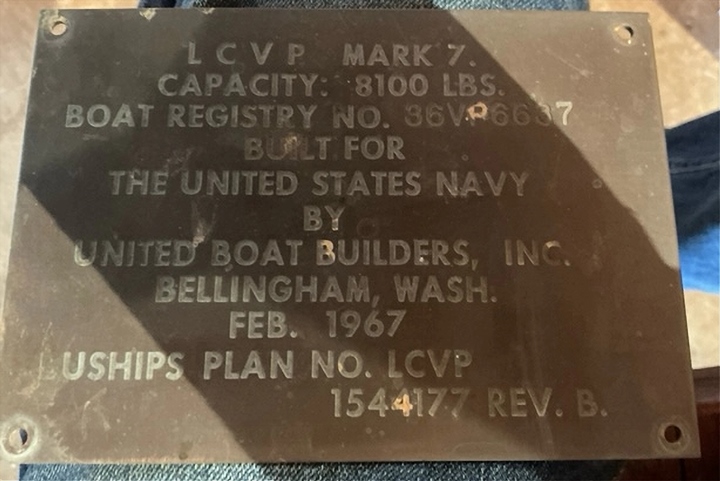 L C V P MARK 7.
CAPACITY: 8100 LBS.
BOAT REGISTRY NO. 36VP6637
BUILT FOR
THE UNITED STATES NAVY
BY
UNITED BOAT BUILDERS, INC.
BELLINGHAM, WASH.
FEB. 1967
BUSHIPS PLAN NO. LCVP
1544177 REV. B.